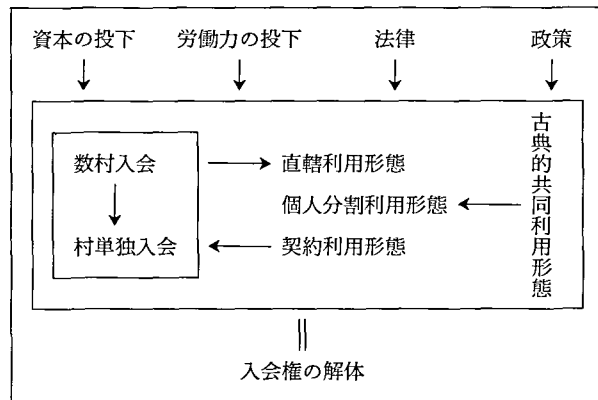 資本の投下 労働力の投下 法律 政策
数村入会 直轄利用形態
個人分割利用形態
村単独入会 契約利用形態
古典的共同利用形態
入会権の解体